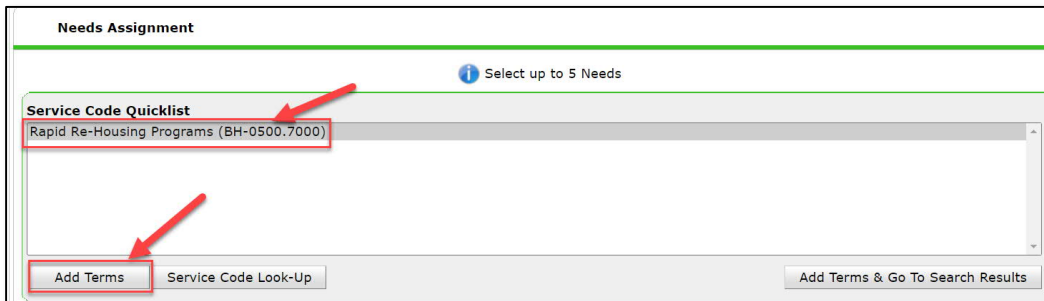 Needs Assignment
Select up to 5 Needs
Service Code Quicklist
Rapid Re-Housing Programs (BH-0500.7000)
Add Terms Service Code Look-Up Add Terms & Go To Search Results